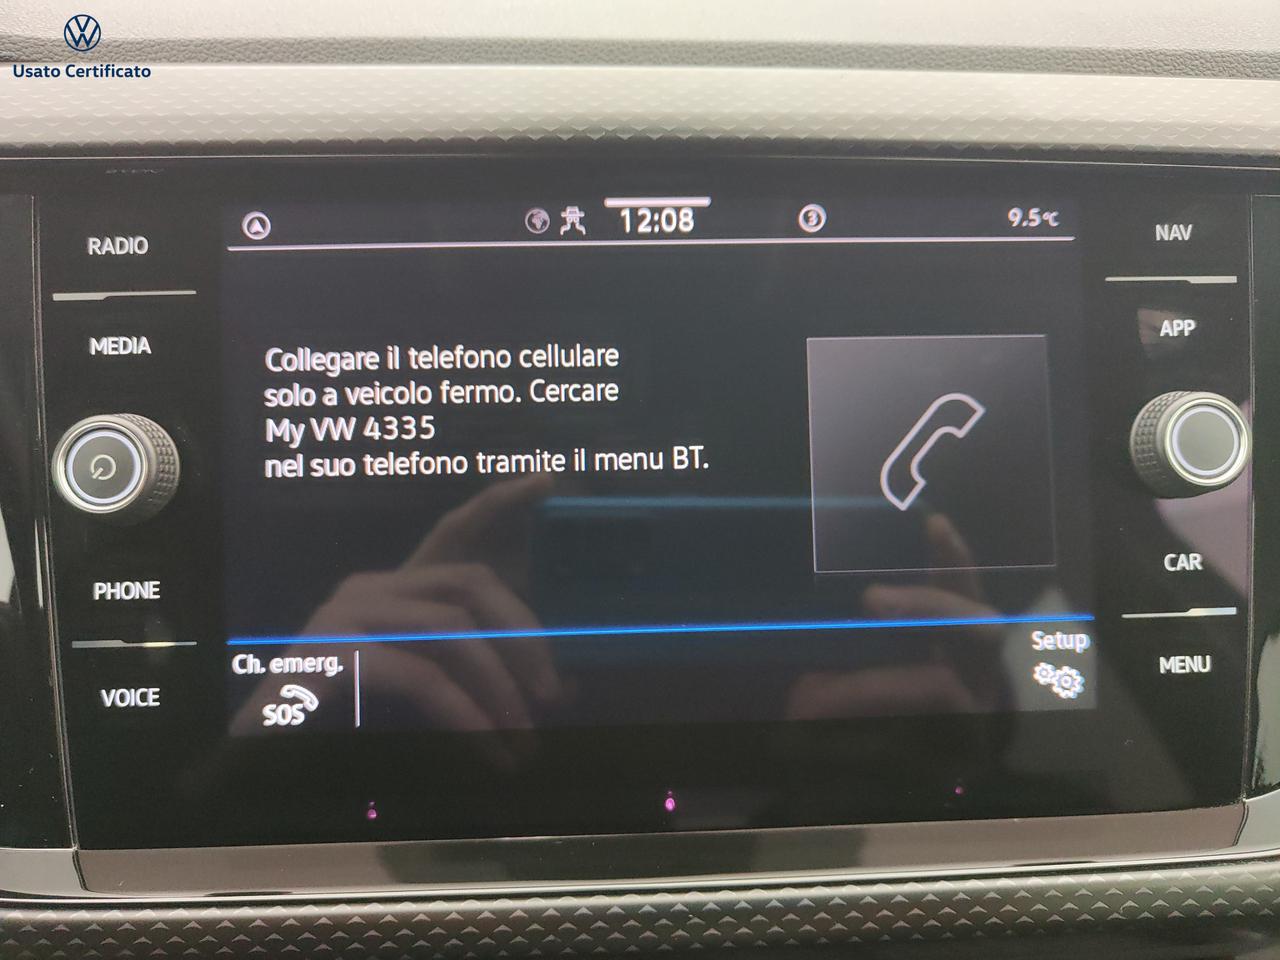 Usato Certificato
RADIO
MEDIA
PHONE
VOICE
12:08
3
9.5°C
Collegare il telefono cellulare
solo a veicolo fermo. Cercare
My VW 4335
nel suo telefono tramite il menu BT.
Ch. emerg.
SOS
Setup
NAV
APP
CAR
MENU